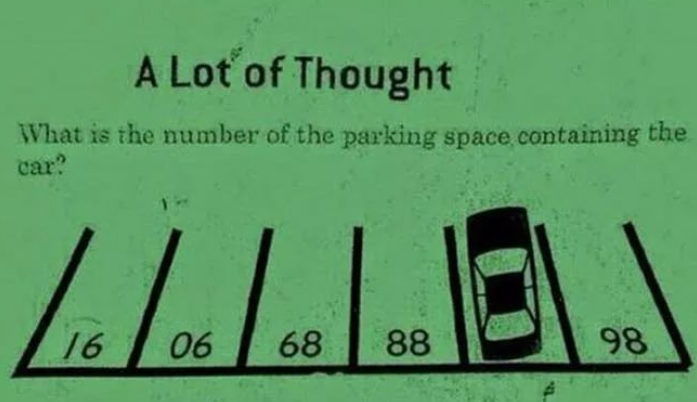 A Lot of Thought
What is the number of the parking space containing the
car?
16 06 68 88 98